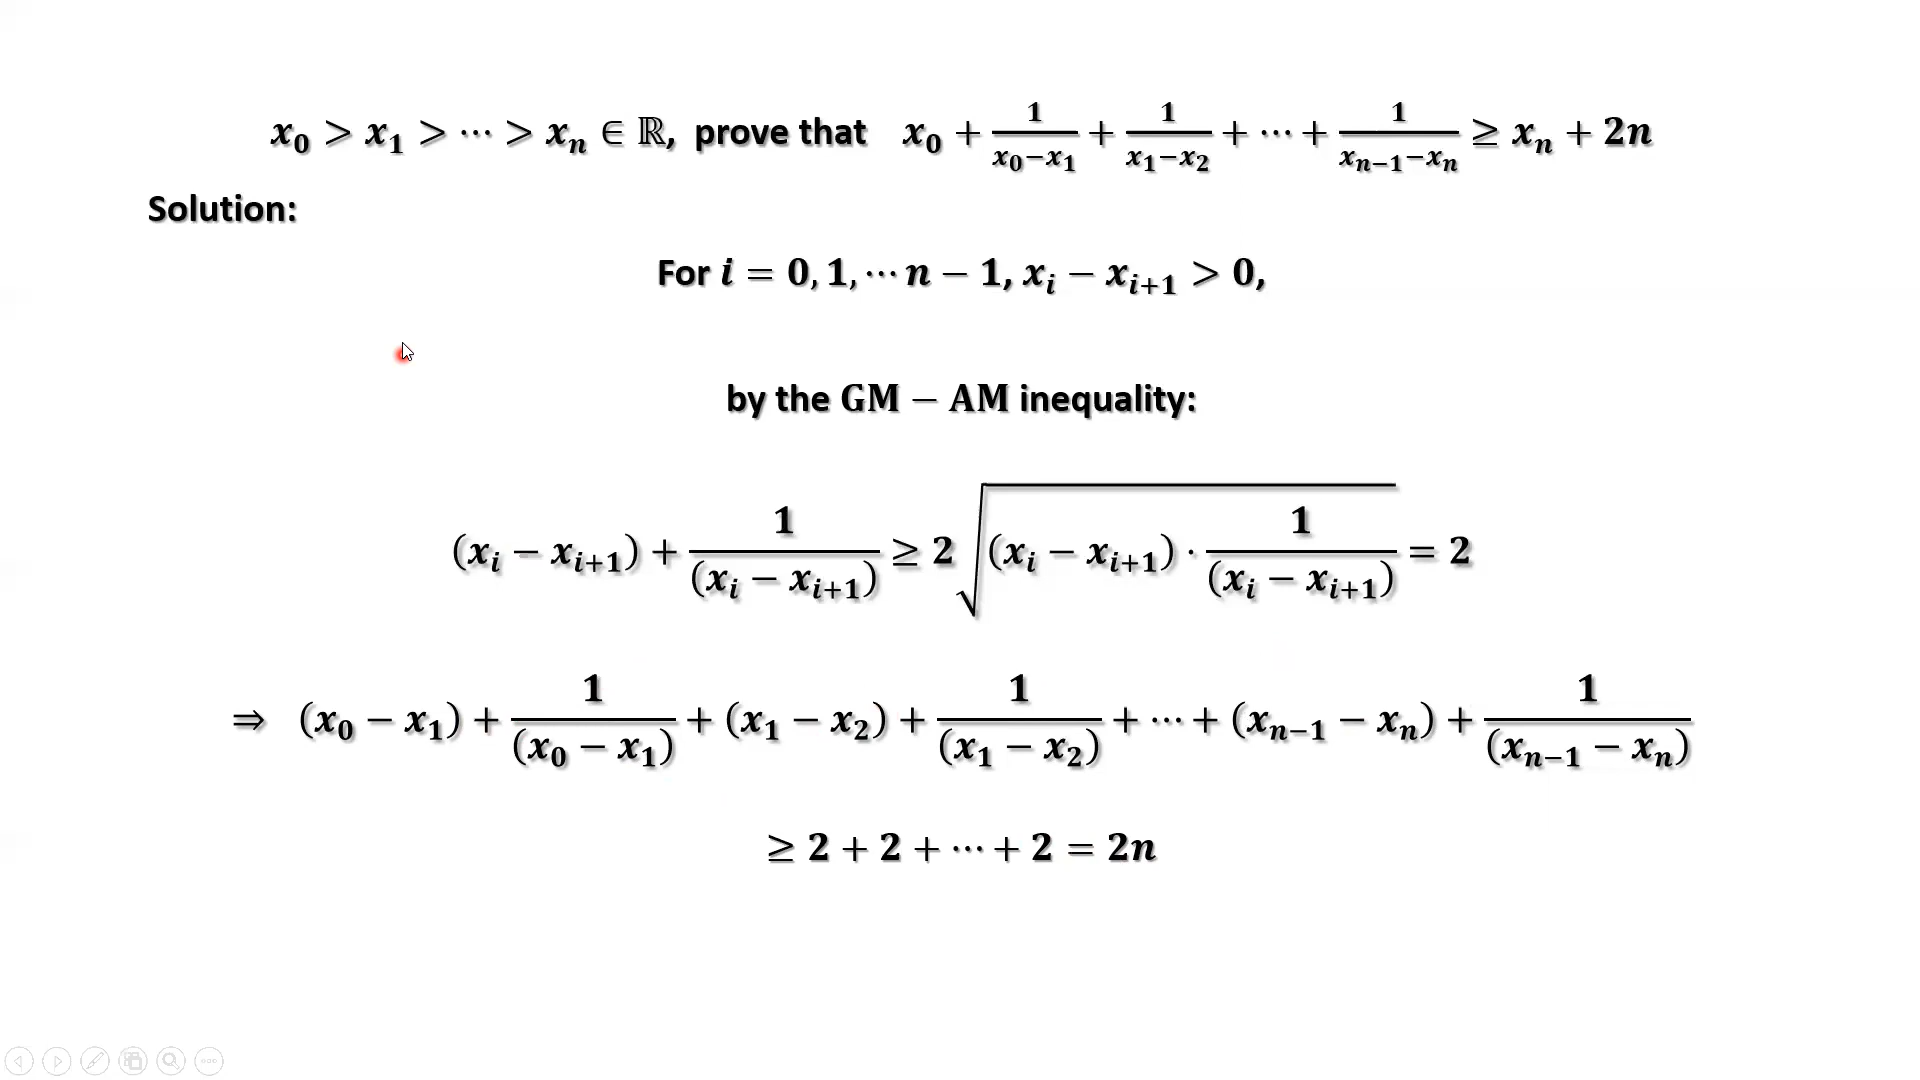 x₀ > x₁ > ⋯ > xₙ ∈ ℝ, prove that x₀ + 1/(x₀−x₁) + 1/(x₁−x₂) + ⋯ + 1/(xₙ₋₁−xₙ) ≥ xₙ + 2n
Solution:
For i = 0, 1, ⋯ n − 1, xᵢ − xᵢ₊₁ > 0,
by the GM − AM inequality:
(xᵢ − xᵢ₊₁) + 1/(xᵢ − xᵢ₊₁) ≥ 2√((xᵢ − xᵢ₊₁) · 1/(xᵢ − xᵢ₊₁)) = 2
⇒ (x₀ − x₁) + 1/(x₀ − x₁) + (x₁ − x₂) + 1/(x₁ − x₂) + ⋯ + (xₙ₋₁ − xₙ) + 1/(xₙ₋₁ − xₙ)
≥ 2 + 2 + ⋯ + 2 = 2n